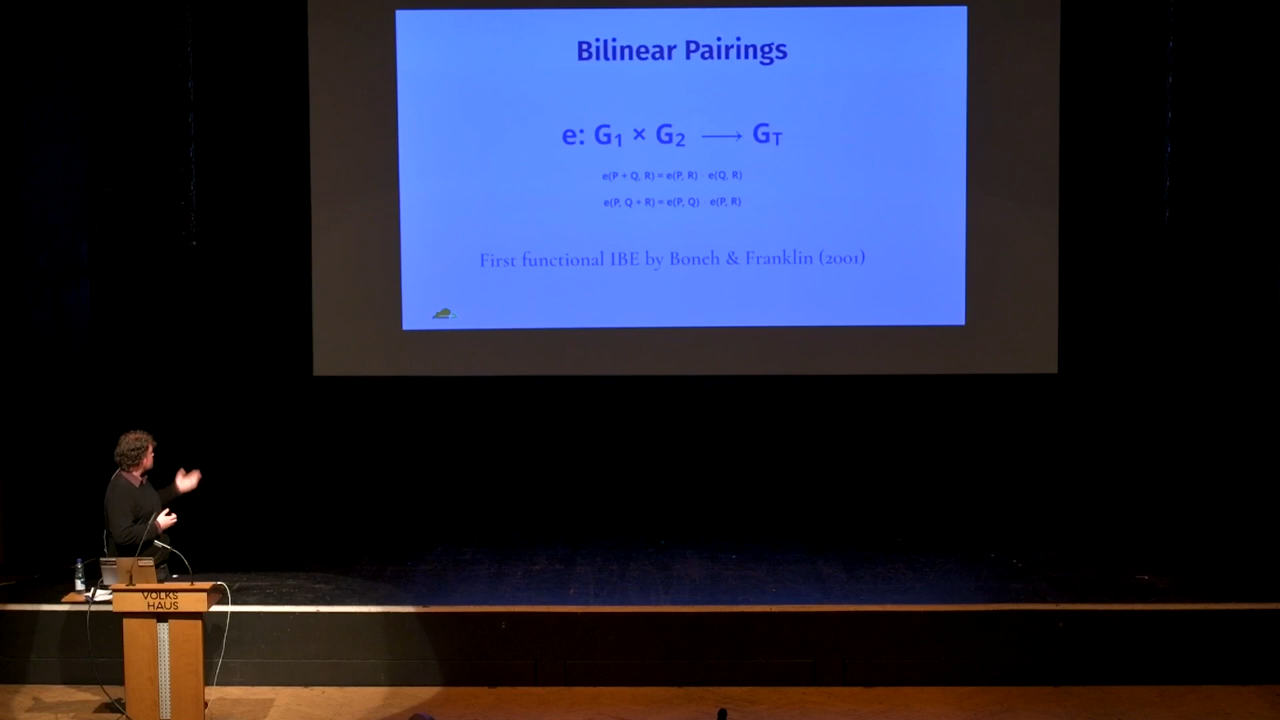 Bilinear Pairings
e: G₁ × G₂ ⟶ G_T
e(P + Q, R) = e(P, R) · e(Q, R)
e(P, Q + R) = e(P, Q) · e(P, R)
First functional IBE by Boneh & Franklin (2001)
VOLKS
HAUS